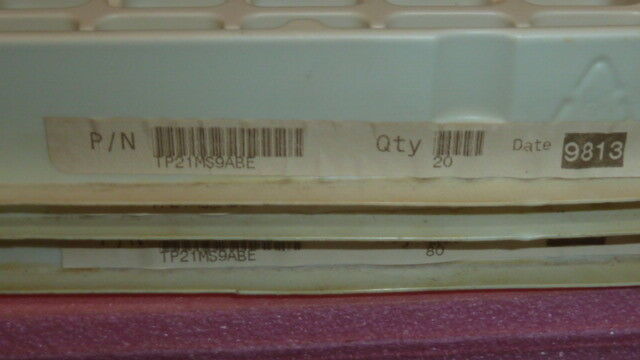 P/N Qty Date 9813
TP21MS9ABE 20
P/N
TP21MS9ABE 80